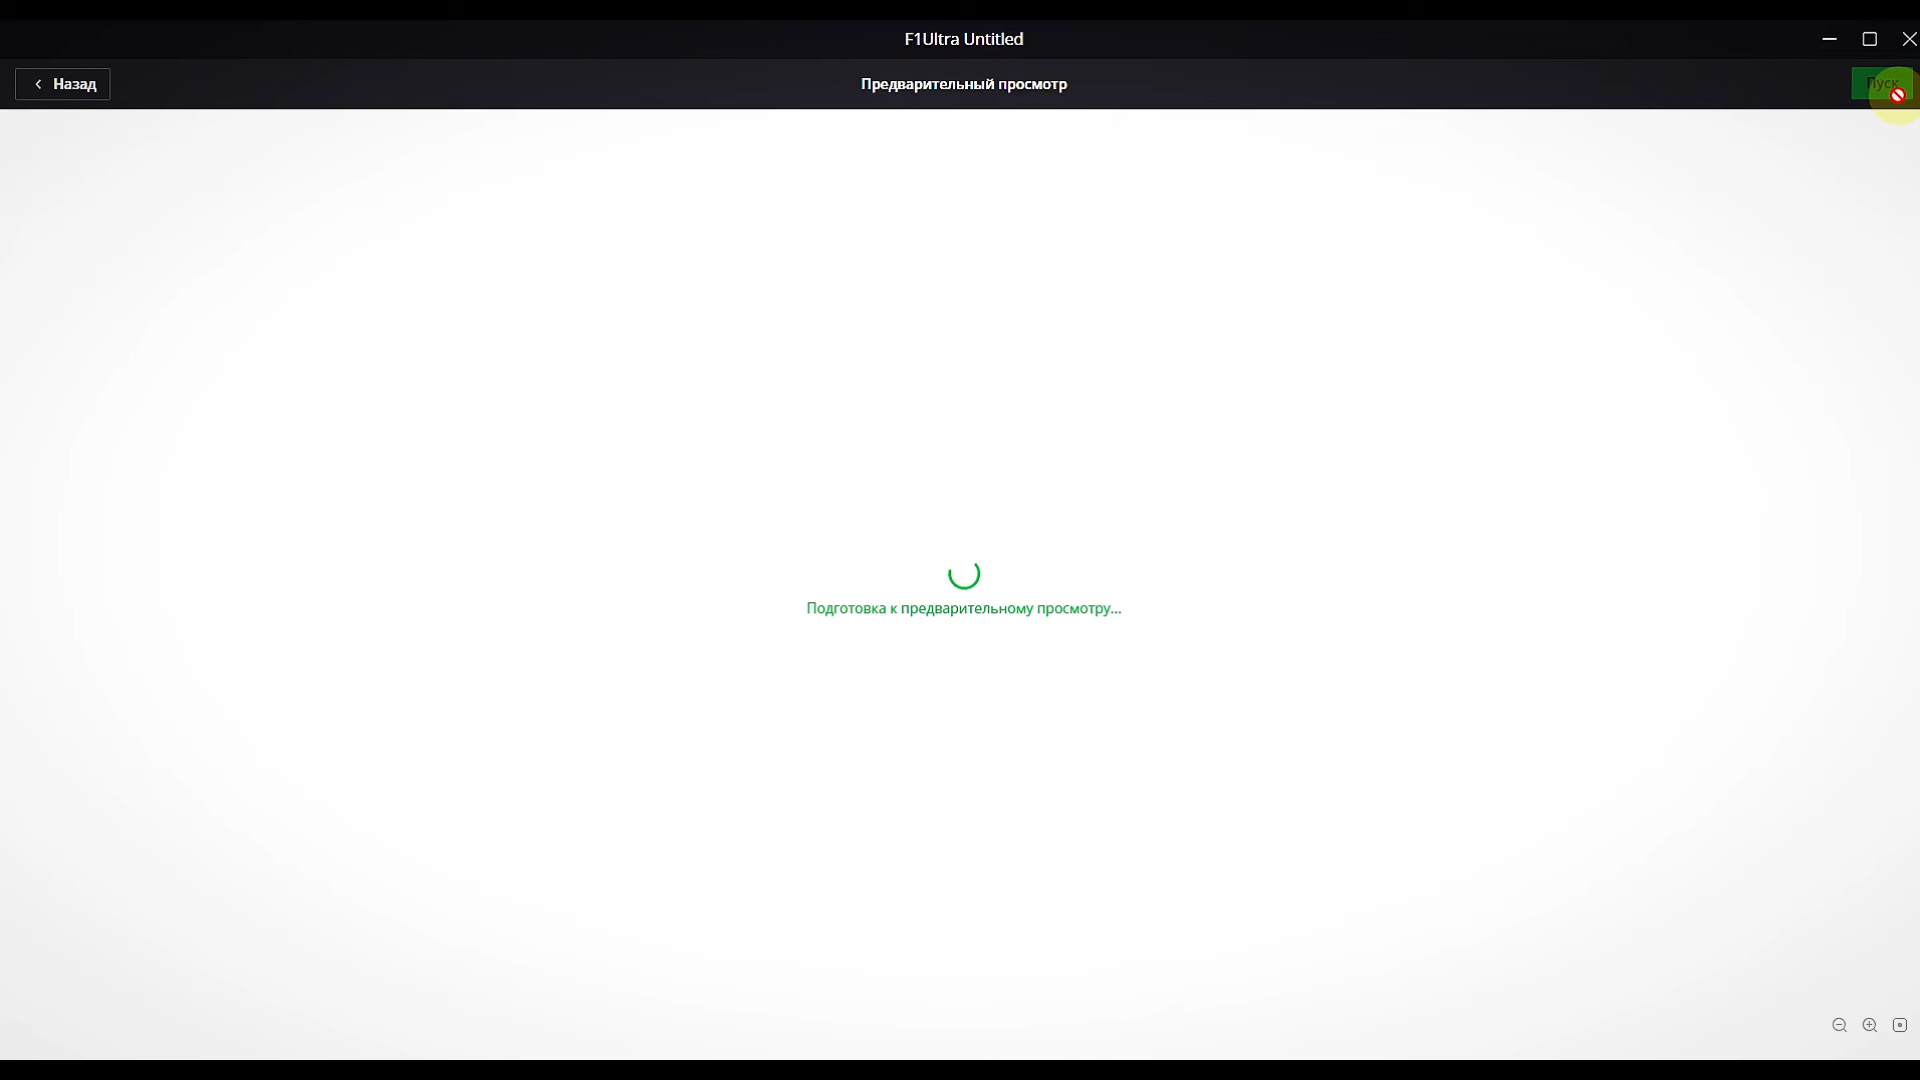 F1Ultra Untitled
Назад
Предварительный просмотр
Пуск
Подготовка к предварительному просмотру...